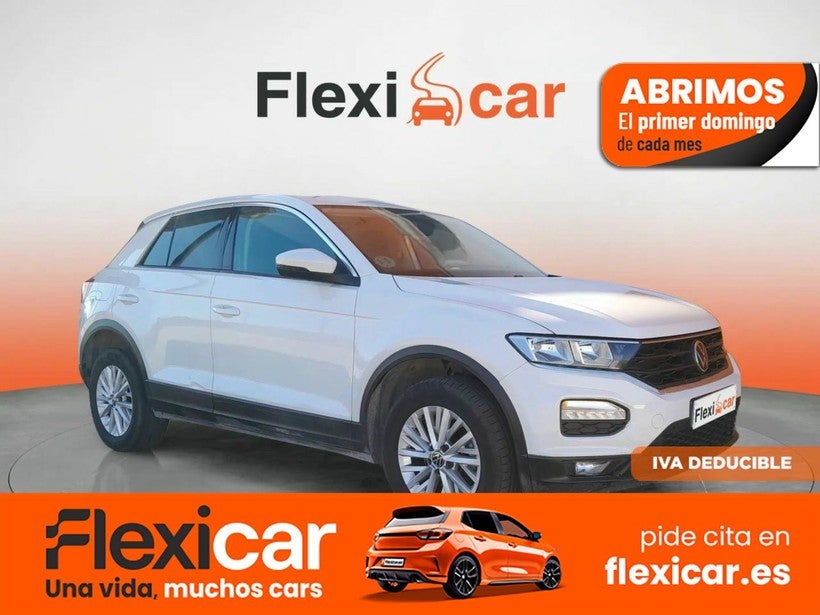 Flexicar
ABRIMOS
El primer domingo
de cada mes
Flexicar
IVA DEDUCIBLE
Flexicar
Una vida, muchos cars
pide cita en
flexicar.es